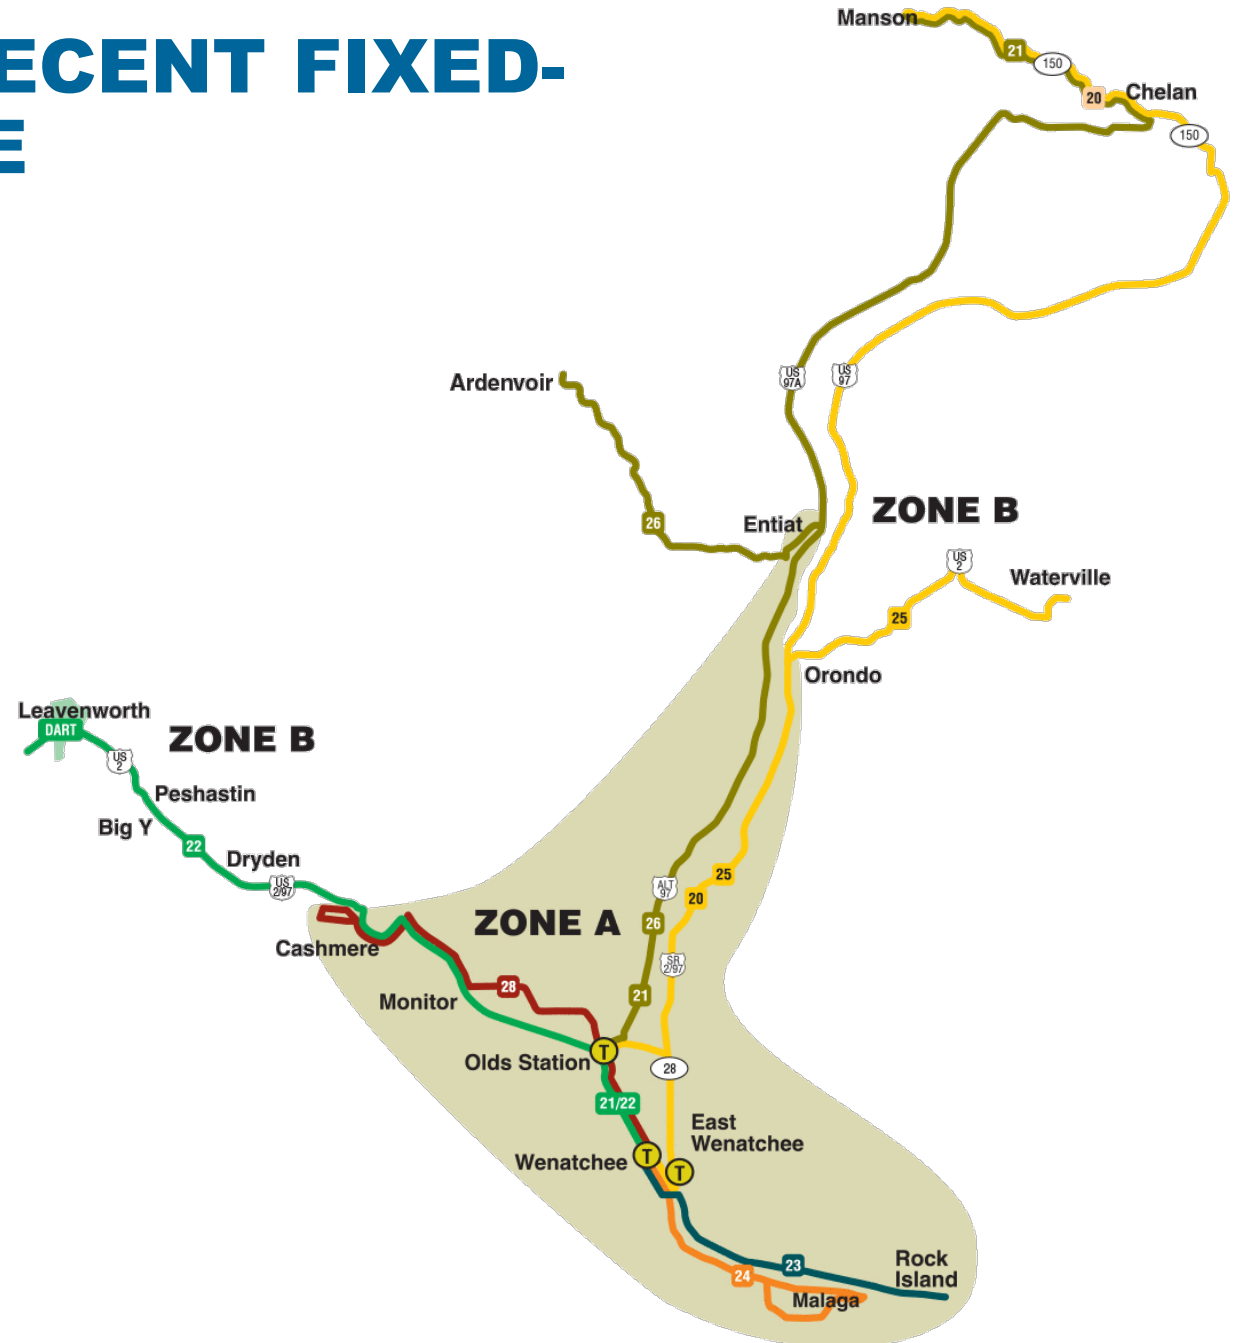 ECENT FIXED-
E
Manson
21
150
20
Chelan
150
US
97A
US
97
Ardenvoir
26
Entiat
ZONE B
US
2
Waterville
25
Orondo
Leavenworth
DART
ZONE B
US
2
Peshastin
Big Y
22
Dryden
US
2/97
25
ALT
97
20
ZONE A
26
Cashmere
SR
2/97
28
21
Monitor
Olds Station
T
28
21/22
East
Wenatchee
Wenatchee
T
T
Rock
Island
23
24
Malaga